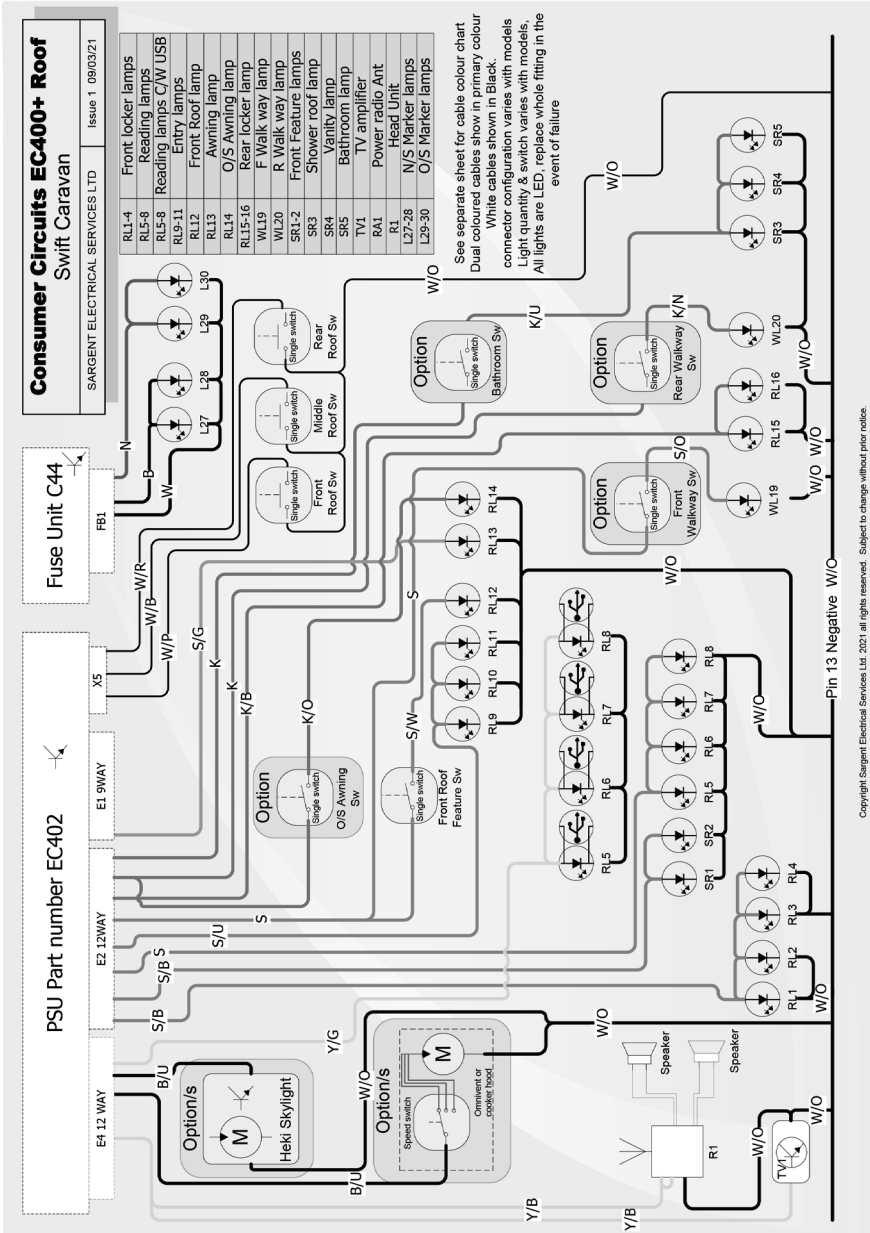 Consumer Circuits EC400+ Roof
Swift Caravan
SARGENT ELECTRICAL SERVICES LTD
Issue 1 09/03/21
RL1-4 Front locker lamps
RL5-8 Reading lamps
RL5-8 Reading lamps C/W USB
RL9-11 Entry lamps
RL12 Front Roof lamp
RL13 Awning lamp
RL14 O/S Awning lamp
RL15-16 Rear locker lamp
WL19 F Walk way lamp
WL20 R Walk way lamp
SR1-2 Front Feature lamps
SR3 Shower roof lamp
SR4 Vanity lamp
SR5 Bathroom lamp
TV1 TV amplifier
RA1 Power radio Ant
R1 Head Unit
L27-28 N/S Marker lamps
L29-30 O/S Marker lamps
See separate sheet for cable colour chart
Dual coloured cables show in primary colour
White cables shown in Black.
connector configuration varies with models
Light quantity & switch varies with models,
All lights are LED, replace whole fitting in the
event of failure
PSU Part number EC402
Fuse Unit C44
E4 12 WAY
E2 12WAY
E1 9WAY
X5
FB1
N
B
W
L27
L28
L29
L30
W/R
W/B
W/P
S/G
K
K
K/B
K/O
S
S/W
S
S/U
S
S/B
S/B
Y/G
B/U
W/O
B/U
Y/B
Y/B
Single switch
Front
Roof Sw
Single switch
Middle
Roof Sw
Single switch
Rear
Roof Sw
W/O
W/O
Option
Single switch
O/S Awning
Sw
Single switch
Front Roof
Feature Sw
Option
Single switch
Bathroom Sw
K/U
Option
Single switch
Front
Walkway Sw
S/O
Option
Single switch
Rear Walkway
Sw
K/N
Option/s
M
Heki Skylight
Option/s
Speed switch
M
Omnivent or
cooker hood
RL9
RL10
RL11
RL12
RL13
RL14
W/O
RL5
RL6
RL7
RL8
SR1
SR2
RL5
RL6
RL7
RL8
W/O
RL1
RL2
RL3
RL4
W/O
W/O
WL19
W/O
RL15
RL16
W/O
WL20
W/O
SR3
SR4
SR5
Speaker
Speaker
R1
W/O
TV1
W/O
Pin 13 Negative W/O
Copyright Sargent Electrical Services Ltd. 2021 all rights reserved. Subject to change without prior notice.